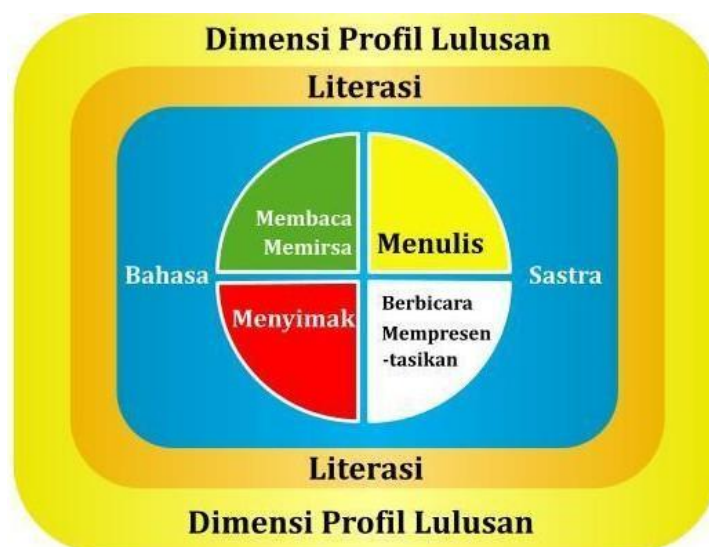 Dimensi Profil Lulusan
Literasi
Membaca
Memirsa
Menulis
Bahasa
Sastra
Menyimak
Berbicara
Mempresen
-tasikan
Literasi
Dimensi Profil Lulusan